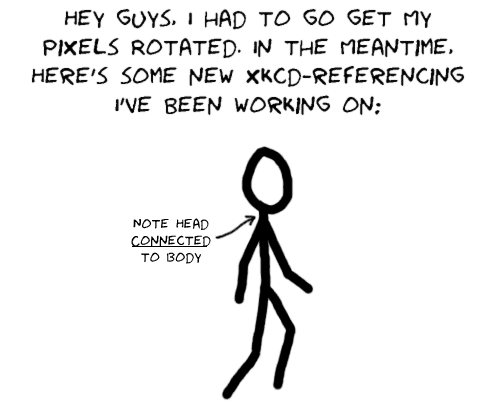 HEY GUYS. I HAD TO GO GET MY
PIXELS ROTATED. IN THE MEANTIME,
HERE'S SOME NEW XKCD-REFERENCING
I'VE BEEN WORKING ON:
NOTE HEAD
CONNECTED
TO BODY